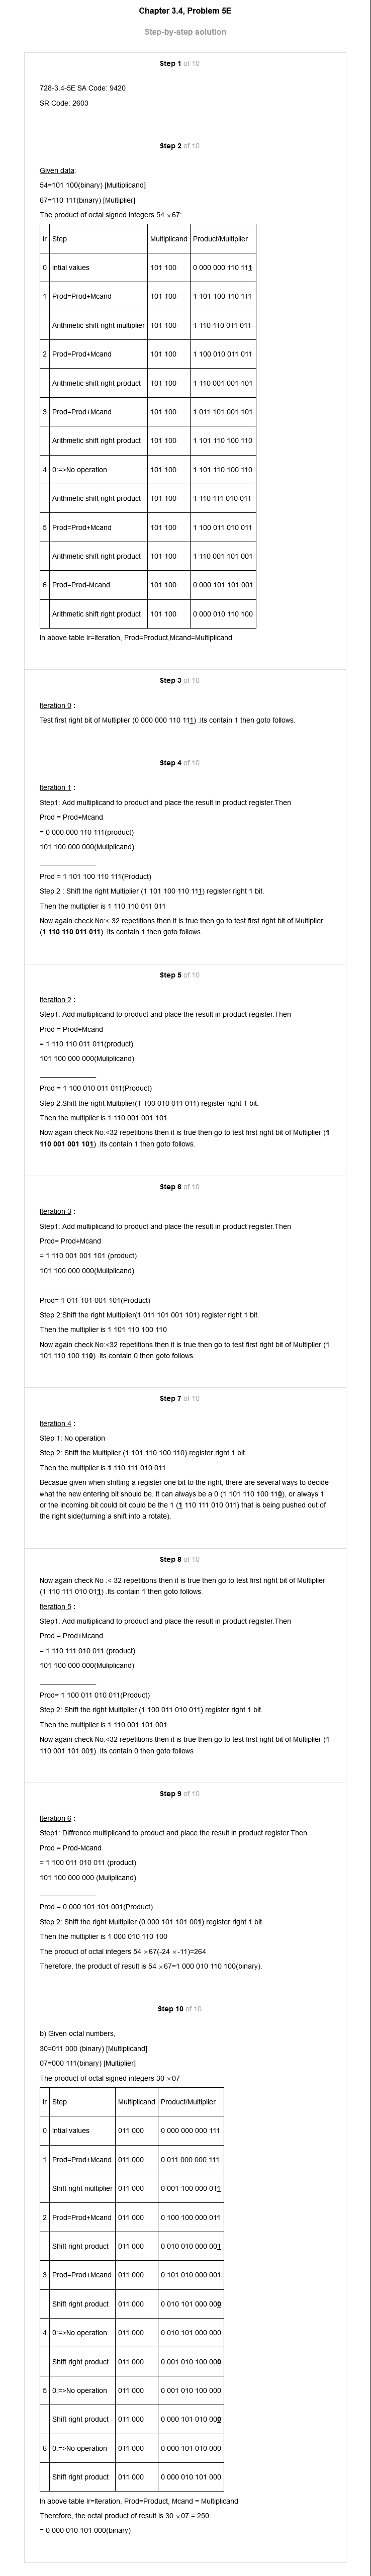 Chapter 3.4, Problem 5E
Step-by-step solution
Step 1 of 10
728-3.4-5E SA Code: 9420
SR Code: 2603
Step 2 of 10
Given data:
54=101 100(binary) [Multiplicand]
67=110 111(binary) [Multiplier]
The product of octal signed integers 54 ×67:
Ir Step Multiplicand Product/Multiplier
0 Intial values 101 100 0 000 000 110 111
1 Prod=Prod+Mcand 101 100 1 101 100 110 111
Arithmetic shift right multiplier 101 100 1 110 110 011 011
2 Prod=Prod+Mcand 101 100 1 100 010 011 011
Arithmetic shift right product 101 100 1 110 001 001 101
3 Prod=Prod+Mcand 101 100 1 011 101 001 101
Arithmetic shift right product 101 100 1 101 110 100 110
4 0:=>No operation 101 100 1 101 110 100 110
Arithmetic shift right product 101 100 1 110 111 010 011
5 Prod=Prod+Mcand 101 100 1 100 011 010 011
Arithmetic shift right product 101 100 1 110 001 101 001
6 Prod=Prod-Mcand 101 100 0 000 101 101 001
Arithmetic shift right product 101 100 0 000 010 110 100
In above table Ir=Iteration, Prod=Product,Mcand=Multiplicand
Step 3 of 10
Iteration 0 :
Test first right bit of Multiplier (0 000 000 110 111) .Its contain 1 then goto follows.
Step 4 of 10
Iteration 1 :
Step1: Add multiplicand to product and place the result in product register.Then
Prod = Prod+Mcand
= 0 000 000 110 111(product)
101 100 000 000(Muliplicand)
Prod = 1 101 100 110 111(Product)
Step 2 : Shift the right Multiplier (1 101 100 110 111) register right 1 bit.
Then the multiplier is 1 110 110 011 011
Now again check No:< 32 repetitions then it is true then go to test first right bit of Multiplier
(1 110 110 011 011) .Its contain 1 then goto follows.
Step 5 of 10
Iteration 2 :
Step1: Add multiplicand to product and place the result in product register.Then
Prod = Prod+Mcand
= 1 110 110 011 011(product)
101 100 000 000(Muliplicand)
Prod = 1 100 010 011 011(Product)
Step 2:Shift the right Multiplier(1 100 010 011 011) register right 1 bit.
Then the multiplier is 1 110 001 001 101
Now again check No:<32 repetitions then it is true then go to test first right bit of Multiplier (1
110 001 001 101) .Its contain 1 then goto follows.
Step 6 of 10
Iteration 3 :
Step1: Add multiplicand to product and place the result in product register.Then
Prod= Prod+Mcand
= 1 110 001 001 101 (product)
101 100 000 000(Muliplicand)
Prod= 1 011 101 001 101(Product)
Step 2:Shift the right Multiplier(1 011 101 001 101) register right 1 bit.
Then the multiplier is 1 101 110 100 110
Now again check No:<32 repetitions then it is true then go to test first right bit of Multiplier (1
101 110 100 110) .Its contain 0 then goto follows.
Step 7 of 10
Iteration 4 :
Step 1: No operation
Step 2: Shift the Multiplier (1 101 110 100 110) register right 1 bit.
Then the multiplier is 1 110 111 010 011.
Becasue given when shifting a register one bit to the right, there are several ways to decide
what the new entering bit should be. It can always be a 0 (1 101 110 100 110), or always 1
or the incoming bit could bit could be the 1 (1 110 111 010 011) that is being pushed out of
the right side(turning a shift into a rotate).
Step 8 of 10
Now again check No :< 32 repetitions then it is true then go to test first right bit of Multiplier
(1 110 111 010 011) .Its contain 1 then goto follows.
Iteration 5 :
Step1: Add multiplicand to product and place the result in product register.Then
Prod = Prod+Mcand
= 1 110 111 010 011 (product)
101 100 000 000(Muliplicand)
Prod= 1 100 011 010 011(Product)
Step 2: Shift the right Multiplier (1 100 011 010 011) register right 1 bit.
Then the multiplier is 1 110 001 101 001
Now again check No:<32 repetitions then it is true then go to test first right bit of Multiplier (1
110 001 101 001) .Its contain 0 then goto follows
Step 9 of 10
Iteration 6 :
Step1: Diffrence multiplicand to product and place the result in product register.Then
Prod = Prod-Mcand
= 1 100 011 010 011 (product)
101 100 000 000 (Muliplicand)
Prod = 0 000 101 101 001(Product)
Step 2: Shift the right Multiplier (0 000 101 101 001) register right 1 bit.
Then the multiplier is 1 000 010 110 100
The product of octal integers 54 ×67(-24 ×-11)=264
Therefore, the product of result is 54 ×67=1 000 010 110 100(binary).
Step 10 of 10
b) Given octal numbers,
30=011 000 (binary) [Multiplicand]
07=000 111(binary) [Multiplier]
The product of octal signed integers 30 ×07
Ir Step Multiplicand Product/Multiplier
0 Intial values 011 000 0 000 000 000 111
1 Prod=Prod+Mcand 011 000 0 011 000 000 111
Shift right multiplier 011 000 0 001 100 000 011
2 Prod=Prod+Mcand 011 000 0 100 100 000 011
Shift right product 011 000 0 010 010 000 001
3 Prod=Prod+Mcand 011 000 0 101 010 000 001
Shift right product 011 000 0 010 101 000 000
4 0:=>No operation 011 000 0 010 101 000 000
Shift right product 011 000 0 001 010 100 000
5 0:=>No operation 011 000 0 001 010 100 000
Shift right product 011 000 0 000 101 010 000
6 0:=>No operation 011 000 0 000 101 010 000
Shift right product 011 000 0 000 010 101 000
In above table Ir=Iteration, Prod=Product, Mcand = Multiplicand
Therefore, the octal product of result is 30 ×07 = 250
= 0 000 010 101 000(binary)